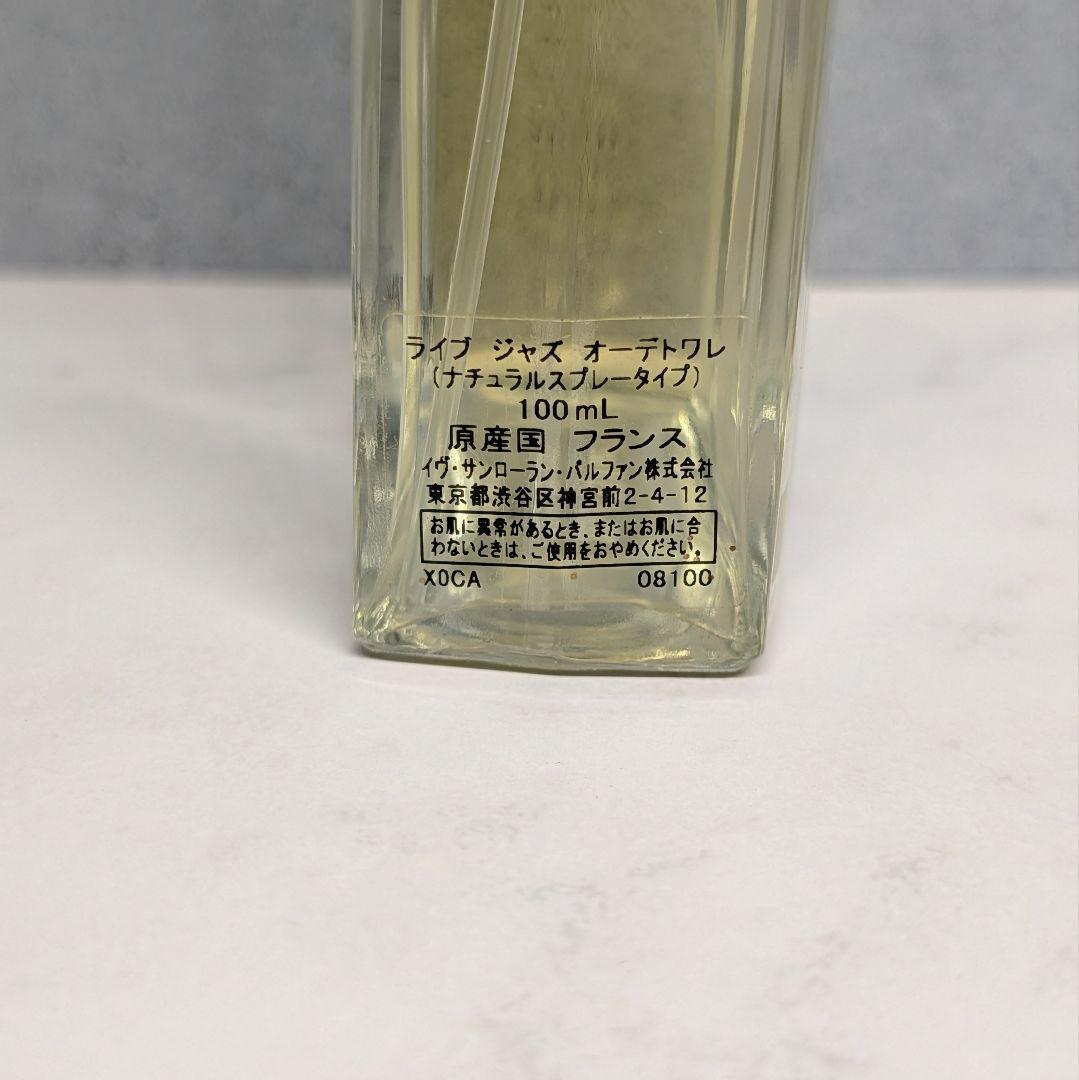 ライブ ジャズ オーデトワレ
(ナチュラルスプレータイプ)
100mL
原産国 フランス
イヴ・サンローラン・パルファン株式会社
東京都渋谷区神宮前2-4-12
お肌に異常があるとき、またはお肌に合
わないときは、ご使用をおやめください。
X0CA 08100